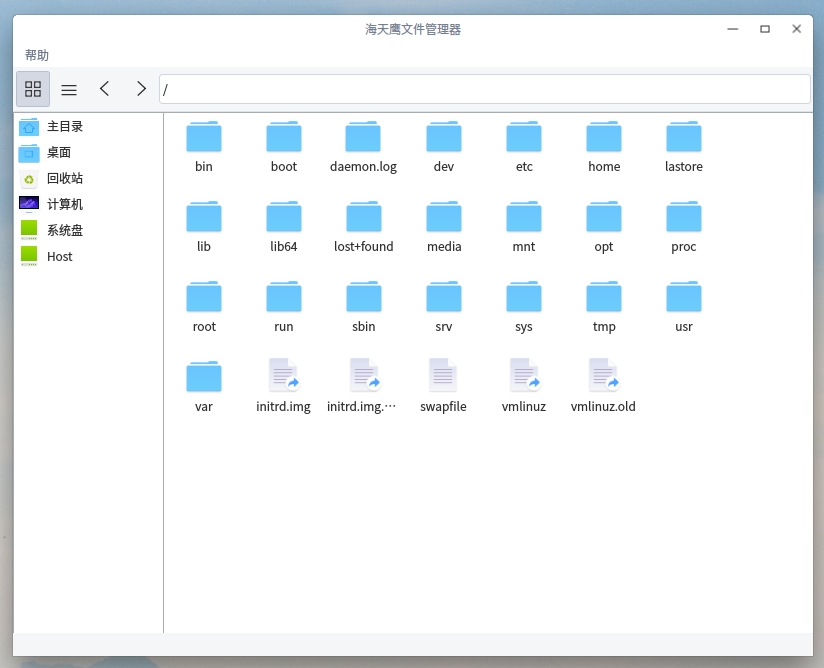 海天鹰文件管理器
帮助
/
主目录
桌面
回收站
计算机
系统盘
Host
bin boot daemon.log dev etc home lastore
lib lib64 lost+found media mnt opt proc
root run sbin srv sys tmp usr
var initrd.img initrd.img.⋯ swapfile vmlinuz vmlinuz.old